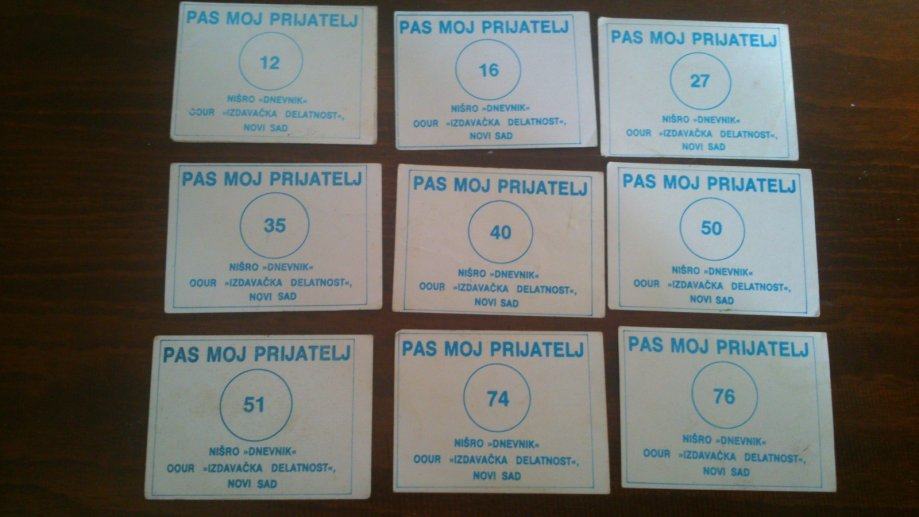 PAS MOJ PRIJATELJ
12
NIŠRO »DNEVNIK«
OOUR »IZDAVAČKA DELATNOST«,
NOVI SAD
PAS MOJ PRIJATELJ
16
NIŠRO »DNEVNIK«
OOUR »IZDAVAČKA DELATNOST«,
NOVI SAD
PAS MOJ PRIJATELJ
27
NIŠRO »DNEVNIK«
OOUR »IZDAVAČKA DELATNOST«,
NOVI SAD
PAS MOJ PRIJATELJ
35
NIŠRO »DNEVNIK«
OOUR »IZDAVAČKA DELATNOST«,
NOVI SAD
PAS MOJ PRIJATELJ
40
NIŠRO »DNEVNIK«
OOUR »IZDAVAČKA DELATNOST«,
NOVI SAD
PAS MOJ PRIJATELJ
50
NIŠRO »DNEVNIK«
OOUR »IZDAVAČKA DELATNOST«,
NOVI SAD
PAS MOJ PRIJATELJ
51
NIŠRO »DNEVNIK«
OOUR »IZDAVAČKA DELATNOST«,
NOVI SAD
PAS MOJ PRIJATELJ
74
NIŠRO »DNEVNIK«
OOUR »IZDAVAČKA DELATNOST«,
NOVI SAD
PAS MOJ PRIJATELJ
76
NIŠRO »DNEVNIK«
OOUR »IZDAVAČKA DELATNOST«,
NOVI SAD